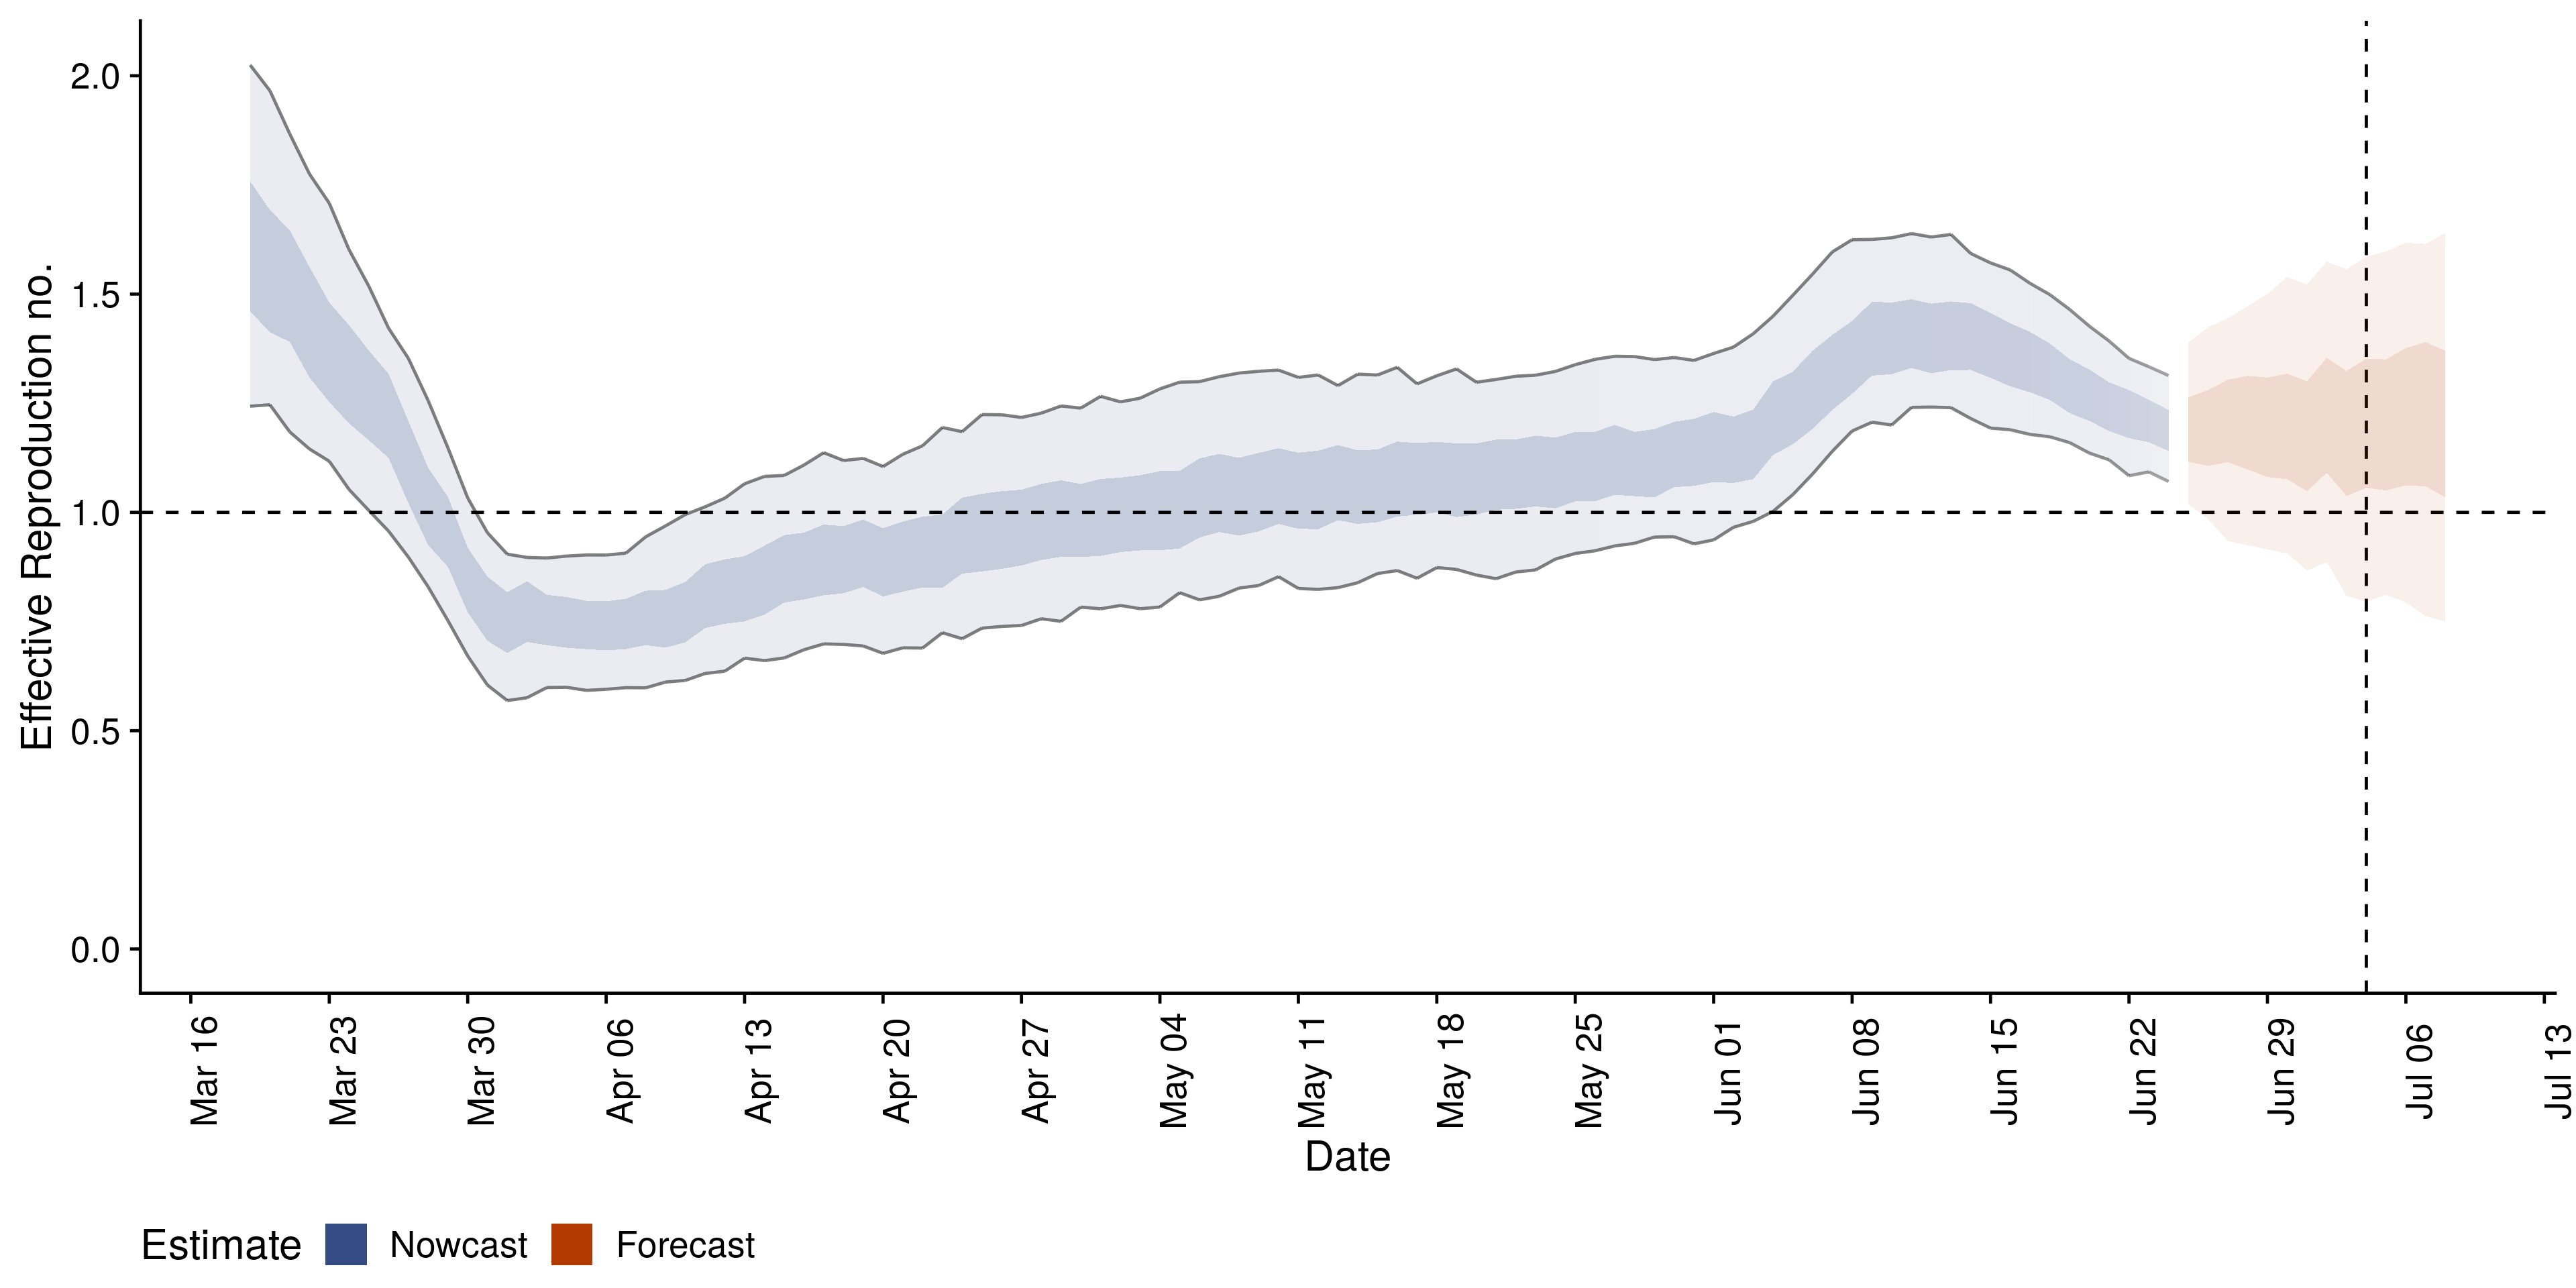 Effective Reproduction no.
2.0
1.5
1.0
0.5
0.0
Mar 16
Mar 23
Mar 30
Apr 06
Apr 13
Apr 20
Apr 27
May 04
May 11
May 18
May 25
Jun 01
Jun 08
Jun 15
Jun 22
Jun 29
Jul 06
Jul 13
Date
Estimate Nowcast Forecast